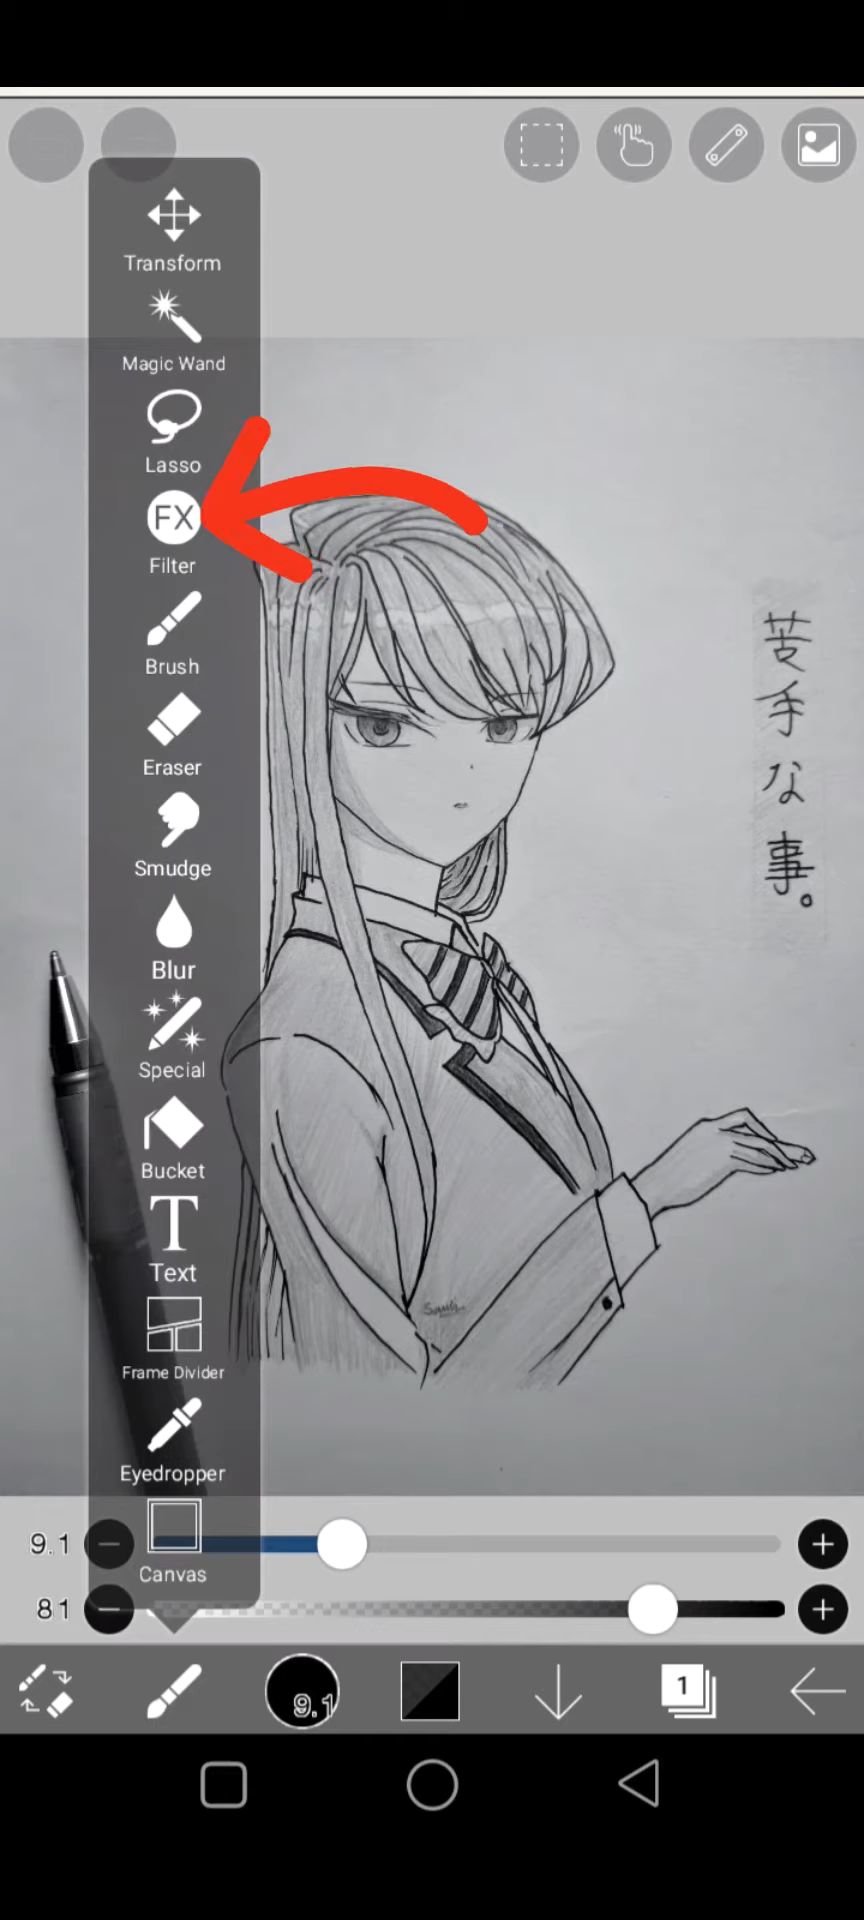 Transform
Magic Wand
Lasso
FX
Filter
Brush
Eraser
Smudge
Blur
Special
Bucket
T
Text
Frame Divider
Eyedropper
Canvas
苦手な事。
9.1
81
9.1
1